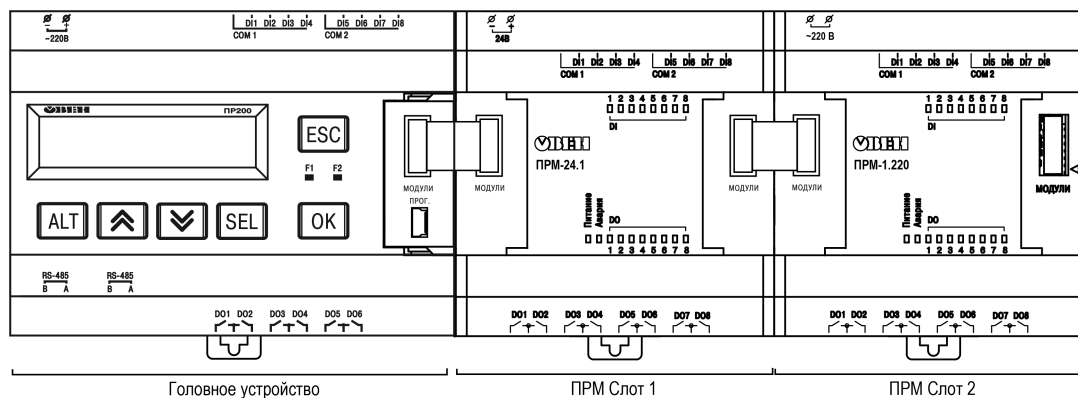 ~220В
DI1 DI2 DI3 DI4
COM 1
DI5 DI6 DI7 DI8
COM 2
ОВЕН
ПР200
ESC
F1 F2
ALT
SEL
OK
МОДУЛИ
ПРОГ.
RS-485
B A
RS-485
B A
DO1 DO2 DO3 DO4 DO5 DO6
Головное устройство
- +
24В
DI1 DI2 DI3 DI4
COM 1
DI5 DI6 DI7 DI8
COM 2
1 2 3 4 5 6 7 8
DI
МОДУЛИ
ОВЕН
ПРМ-24.1
МОДУЛИ
Питание
Авария
DO
1 2 3 4 5 6 7 8
DO1 DO2 DO3 DO4 DO5 DO6 DO7 DO8
ПРМ Слот 1
~220 В
DI1 DI2 DI3 DI4
COM 1
DI5 DI6 DI7 DI8
COM 2
1 2 3 4 5 6 7 8
DI
МОДУЛИ
ОВЕН
ПРМ-1.220
МОДУЛИ
Питание
Авария
DO
1 2 3 4 5 6 7 8
DO1 DO2 DO3 DO4 DO5 DO6 DO7 DO8
ПРМ Слот 2